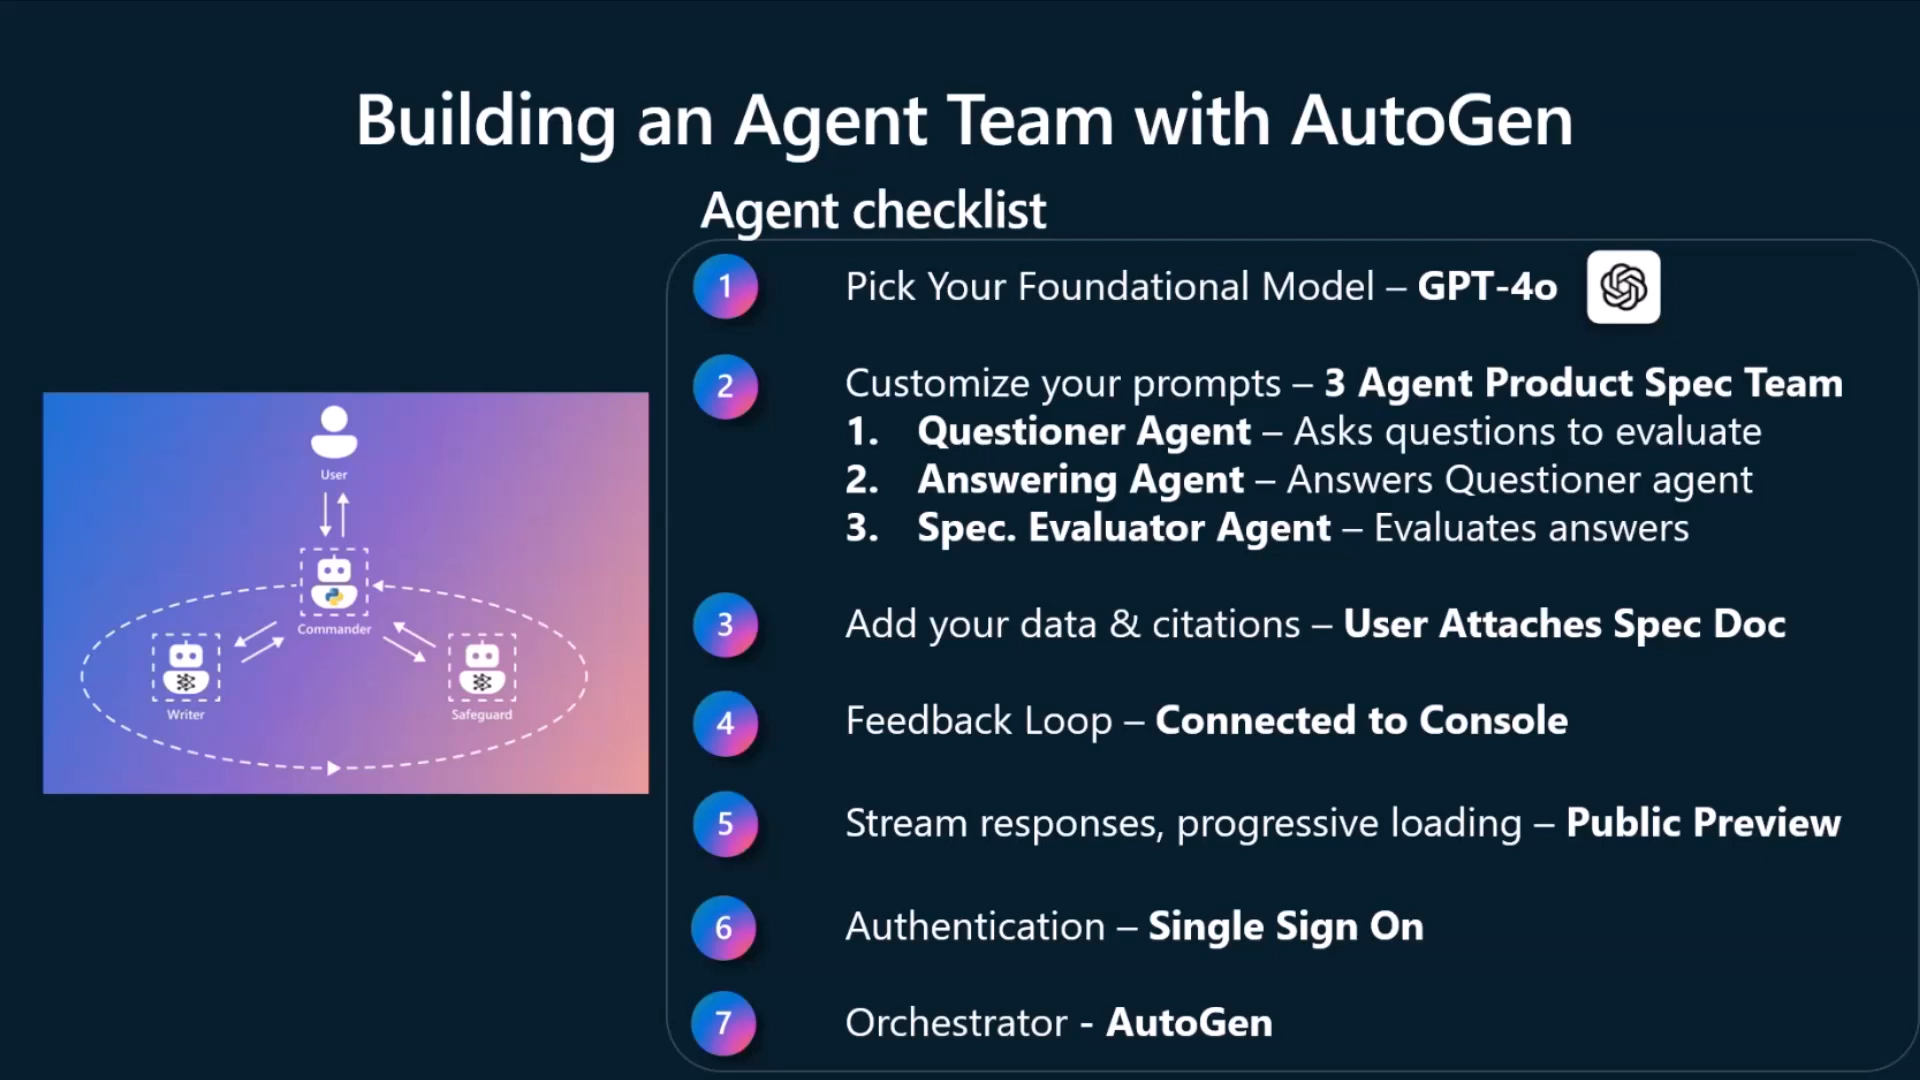 Building an Agent Team with AutoGen
Agent checklist
1 Pick Your Foundational Model – GPT-4o
2 Customize your prompts – 3 Agent Product Spec Team
1. Questioner Agent – Asks questions to evaluate
2. Answering Agent – Answers Questioner agent
3. Spec. Evaluator Agent – Evaluates answers
3 Add your data & citations – User Attaches Spec Doc
4 Feedback Loop – Connected to Console
5 Stream responses, progressive loading – Public Preview
6 Authentication – Single Sign On
7 Orchestrator - AutoGen
User
Commander
Writer
Safeguard